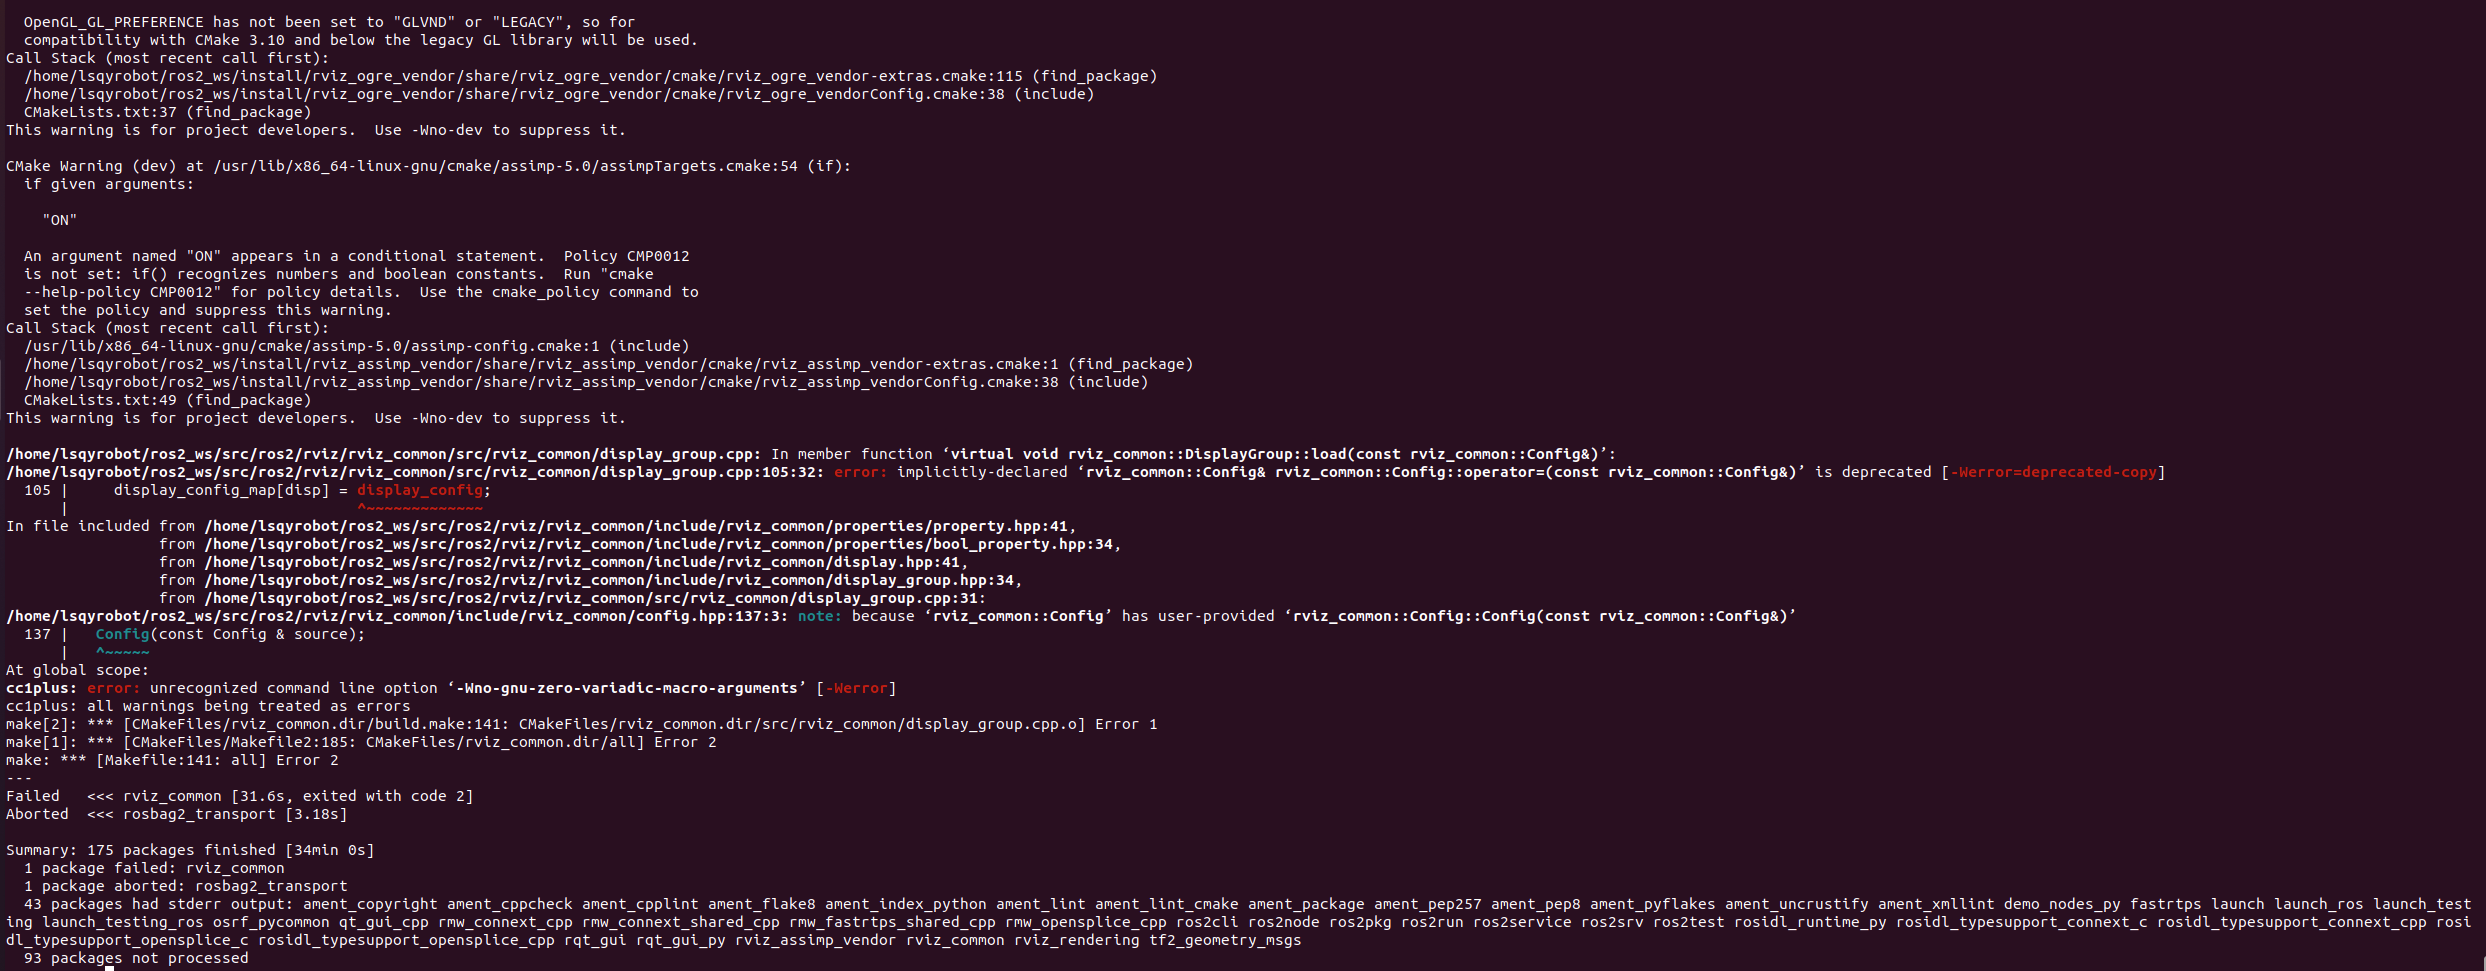 OpenGL_GL_PREFERENCE has not been set to "GLVND" or "LEGACY", so for
  compatibility with CMake 3.10 and below the legacy GL library will be used.
Call Stack (most recent call first):
  /home/lsqyrobot/ros2_ws/install/rviz_ogre_vendor/share/rviz_ogre_vendor/cmake/rviz_ogre_vendor-extras.cmake:115 (find_package)
  /home/lsqyrobot/ros2_ws/install/rviz_ogre_vendor/share/rviz_ogre_vendor/cmake/rviz_ogre_vendorConfig.cmake:38 (include)
  CMakeLists.txt:37 (find_package)
This warning is for project developers.  Use -Wno-dev to suppress it.

CMake Warning (dev) at /usr/lib/x86_64-linux-gnu/cmake/assimp-5.0/assimpTargets.cmake:54 (if):
  if given arguments:

    "ON"

  An argument named "ON" appears in a conditional statement.  Policy CMP0012
  is not set: if() recognizes numbers and boolean constants.  Run "cmake
  --help-policy CMP0012" for policy details.  Use the cmake_policy command to
  set the policy and suppress this warning.
Call Stack (most recent call first):
  /usr/lib/x86_64-linux-gnu/cmake/assimp-5.0/assimp-config.cmake:1 (include)
  /home/lsqyrobot/ros2_ws/install/rviz_assimp_vendor/share/rviz_assimp_vendor/cmake/rviz_assimp_vendor-extras.cmake:1 (find_package)
  /home/lsqyrobot/ros2_ws/install/rviz_assimp_vendor/share/rviz_assimp_vendor/cmake/rviz_assimp_vendorConfig.cmake:38 (include)
  CMakeLists.txt:49 (find_package)
This warning is for project developers.  Use -Wno-dev to suppress it.

/home/lsqyrobot/ros2_ws/src/ros2/rviz/rviz_common/src/rviz_common/display_group.cpp: In member function ‘virtual void rviz_common::DisplayGroup::load(const rviz_common::Config&)’:
/home/lsqyrobot/ros2_ws/src/ros2/rviz/rviz_common/src/rviz_common/display_group.cpp:105:32: error: implicitly-declared ‘rviz_common::Config& rviz_common::Config::operator=(const rviz_common::Config&)’ is deprecated [-Werror=deprecated-copy]
  105 |     display_config_map[disp] = display_config;
      |                                ^~~~~~~~~~~~~~
In file included from /home/lsqyrobot/ros2_ws/src/ros2/rviz/rviz_common/include/rviz_common/properties/property.hpp:41,
                 from /home/lsqyrobot/ros2_ws/src/ros2/rviz/rviz_common/include/rviz_common/properties/bool_property.hpp:34,
                 from /home/lsqyrobot/ros2_ws/src/ros2/rviz/rviz_common/include/rviz_common/display.hpp:41,
                 from /home/lsqyrobot/ros2_ws/src/ros2/rviz/rviz_common/include/rviz_common/display_group.hpp:34,
                 from /home/lsqyrobot/ros2_ws/src/ros2/rviz/rviz_common/src/rviz_common/display_group.cpp:31:
/home/lsqyrobot/ros2_ws/src/ros2/rviz/rviz_common/include/rviz_common/config.hpp:137:3: note: because ‘rviz_common::Config’ has user-provided ‘rviz_common::Config::Config(const rviz_common::Config&)’
  137 |   Config(const Config & source);
      |   ^~~~~~
At global scope:
cc1plus: error: unrecognized command line option ‘-Wno-gnu-zero-variadic-macro-arguments’ [-Werror]
cc1plus: all warnings being treated as errors
make[2]: *** [CMakeFiles/rviz_common.dir/build.make:141: CMakeFiles/rviz_common.dir/src/rviz_common/display_group.cpp.o] Error 1
make[1]: *** [CMakeFiles/Makefile2:185: CMakeFiles/rviz_common.dir/all] Error 2
make: *** [Makefile:141: all] Error 2
---
Failed   <<< rviz_common [31.6s, exited with code 2]
Aborted  <<< rosbag2_transport [3.18s]

Summary: 175 packages finished [34min 0s]
  1 package failed: rviz_common
  1 package aborted: rosbag2_transport
  43 packages had stderr output: ament_copyright ament_cppcheck ament_cpplint ament_flake8 ament_index_python ament_lint ament_lint_cmake ament_package ament_pep257 ament_pep8 ament_pyflakes ament_uncrustify ament_xmllint demo_nodes_py fastrtps launch launch_ros launch_test
ing launch_testing_ros osrf_pycommon qt_gui_cpp rmw_connext_cpp rmw_connext_shared_cpp rmw_fastrtps_shared_cpp rmw_opensplice_cpp ros2cli ros2node ros2pkg ros2run ros2service ros2srv ros2test rosidl_runtime_py rosidl_typesupport_connext_c rosidl_typesupport_connext_cpp rosi
dl_typesupport_opensplice_c rosidl_typesupport_opensplice_cpp rqt_gui rqt_gui_py rviz_assimp_vendor rviz_common rviz_rendering tf2_geometry_msgs
  93 packages not processed